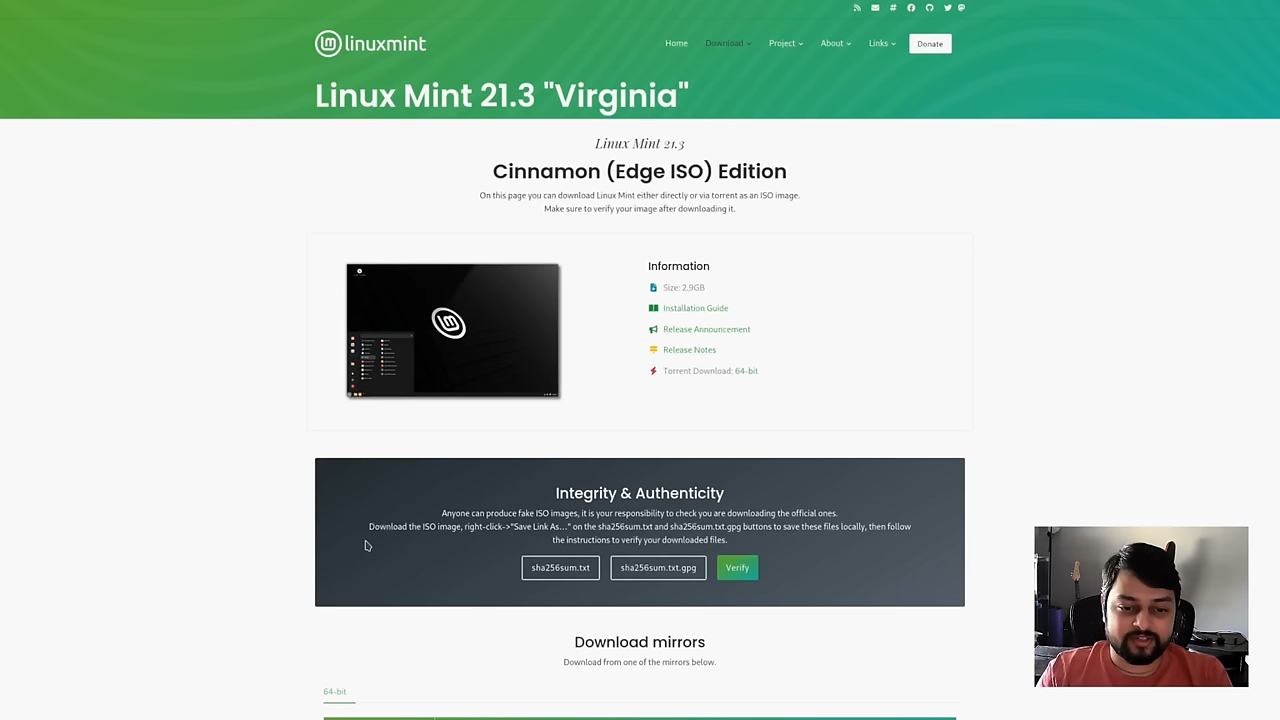 linuxmint
Home
Download
Project
About
Links
Donate
Linux Mint 21.3 "Virginia"
Linux Mint 21.3
Cinnamon (Edge ISO) Edition
On this page you can download Linux Mint either directly or via torrent as an ISO image.
Make sure to verify your image after downloading it.
Information
Size: 2.9GB
Installation Guide
Release Announcement
Release Notes
Torrent Download: 64-bit
Integrity & Authenticity
Anyone can produce fake ISO images, it is your responsibility to check you are downloading the official ones.
Download the ISO image, right-click->"Save Link As..." on the sha256sum.txt and sha256sum.txt.gpg buttons to save these files locally, then follow
the instructions to verify your downloaded files.
sha256sum.txt
sha256sum.txt.gpg
Verify
Download mirrors
Download from one of the mirrors below.
64-bit